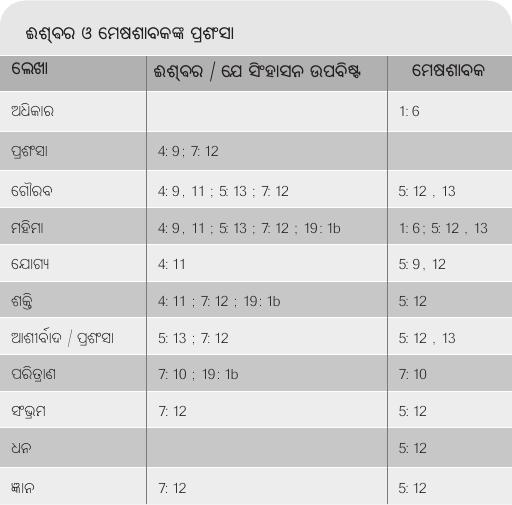 ଈଶ୍ଵର ଓ ମେଷଶାବକଙ୍କ ପ୍ରଶଂସା
ଲେଖା ଈଶ୍ଵର / ଯେ ସିଂହାସନ ଉପବିଷ୍ଟ ମେଷଶାବକ
ଅଧିକାର 1: 6
ପ୍ରଶଂସା 4: 9; 7: 12
ଗୌରବ 4: 9, 11 ; 5: 13 ; 7: 12 5: 12 , 13
ମହିମା 4: 9, 11 ; 5: 13 ; 7: 12 ; 19: 1b 1: 6; 5: 12 , 13
ଯୋଗ୍ୟ 4: 11 5: 9, 12
ଶକ୍ତି 4: 11 ; 7: 12 ; 19: 1b 5: 12
ଆଶୀର୍ବାଦ / ପ୍ରଶଂସା 5: 13 ; 7: 12 5: 12 , 13
ପରିତ୍ରାଣ 7: 10 ; 19: 1b 7: 10
ସଂଭ୍ରମ 7: 12 5: 12
ଧନ 5: 12
ଜ୍ଞାନ 7: 12 5: 12